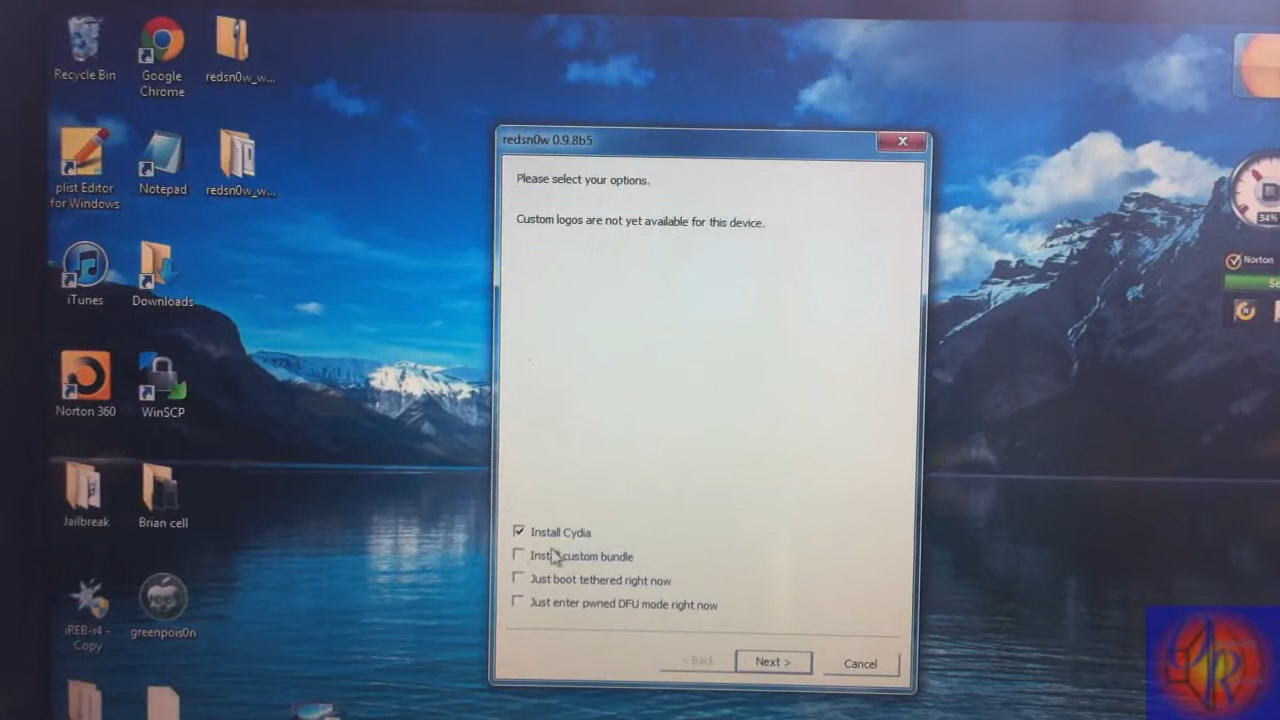 Recycle Bin
Google
Chrome
redsn0w_w...
plist Editor
for Windows
Notepad
redsn0w_w...
iTunes
Downloads
Norton 360
WinSCP
Jailbreak
Brian cell
iREB-r4 -
Copy
greenpois0n
redsn0w 0.9.8b5
Please select your options.
Custom logos are not yet available for this device.
Install Cydia
custom bundle
Just boot tethered right now
Just enter pwned DFU mode right now
< Back
Next >
Cancel
34%
Norton